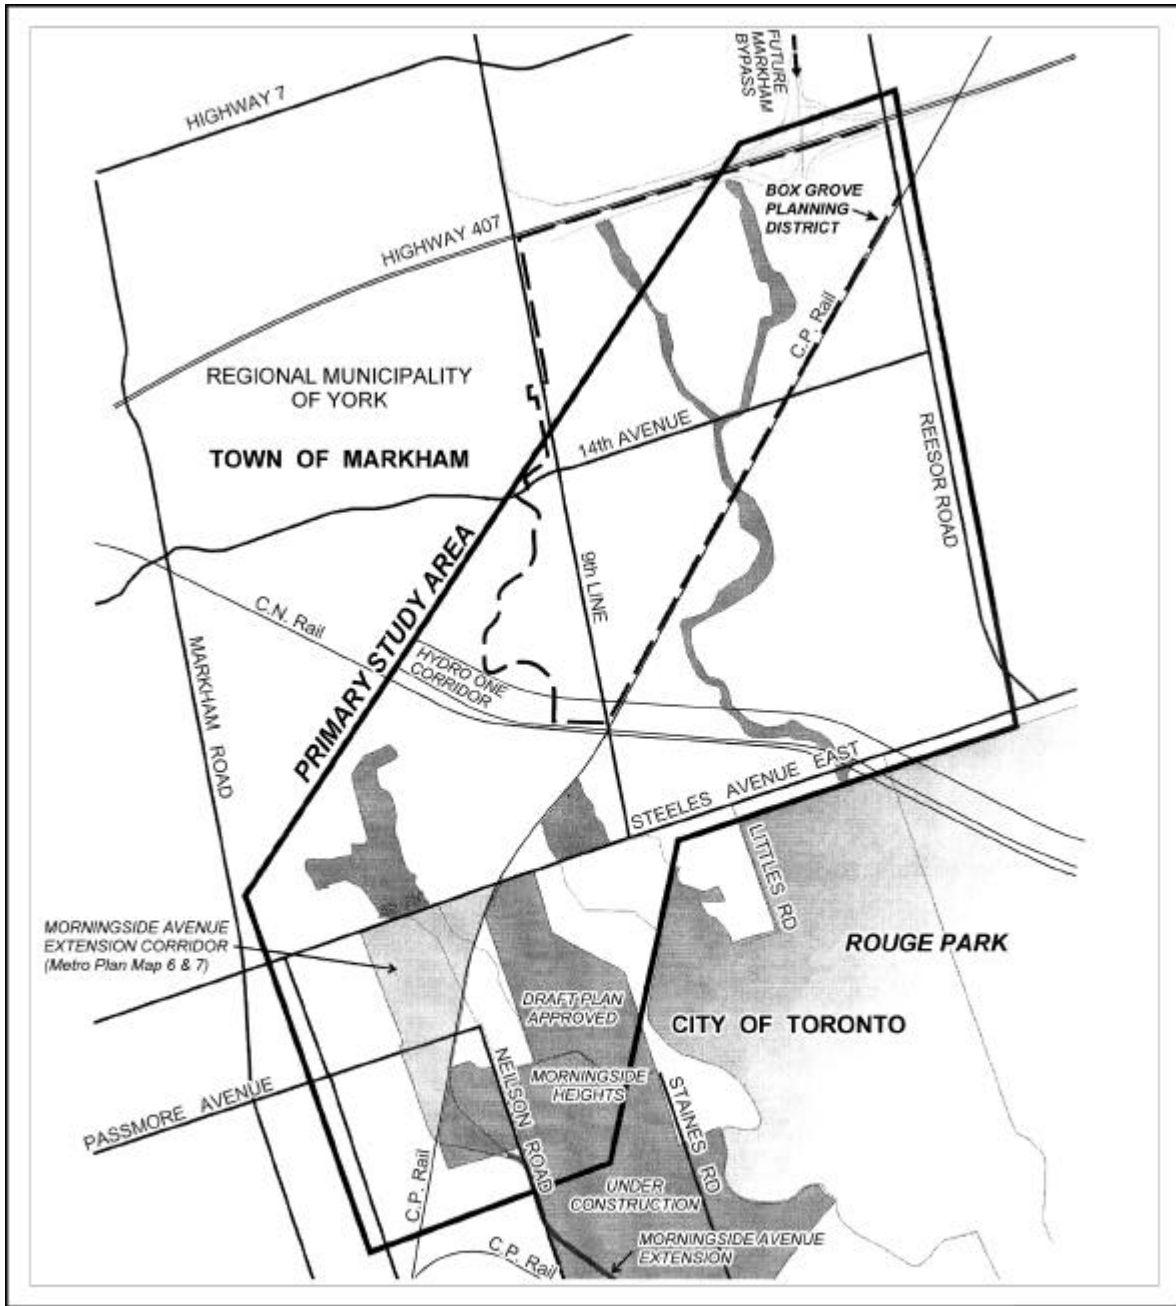 FUTURE
MARKHAM
BYPASS
HIGHWAY 7
BOX GROVE
PLANNING
DISTRICT
HIGHWAY 407
C.P. Rail
REGIONAL MUNICIPALITY
OF YORK
TOWN OF MARKHAM
14th AVENUE
REESOR ROAD
PRIMARY STUDY AREA
9th LINE
C.N. Rail
HYDRO ONE
CORRIDOR
MARKHAM ROAD
STEELES AVENUE EAST
LITTLES RD
MORNINGSIDE AVENUE
EXTENSION CORRIDOR
(Metro Plan Map 6 & 7)
ROUGE PARK
DRAFT PLAN
APPROVED
CITY OF TORONTO
PASSMORE AVENUE
NEILSON ROAD
MORNINGSIDE
HEIGHTS
STAINES RD
C.P. Rail
UNDER
CONSTRUCTION
C.P. Rail
MORNINGSIDE AVENUE
EXTENSION